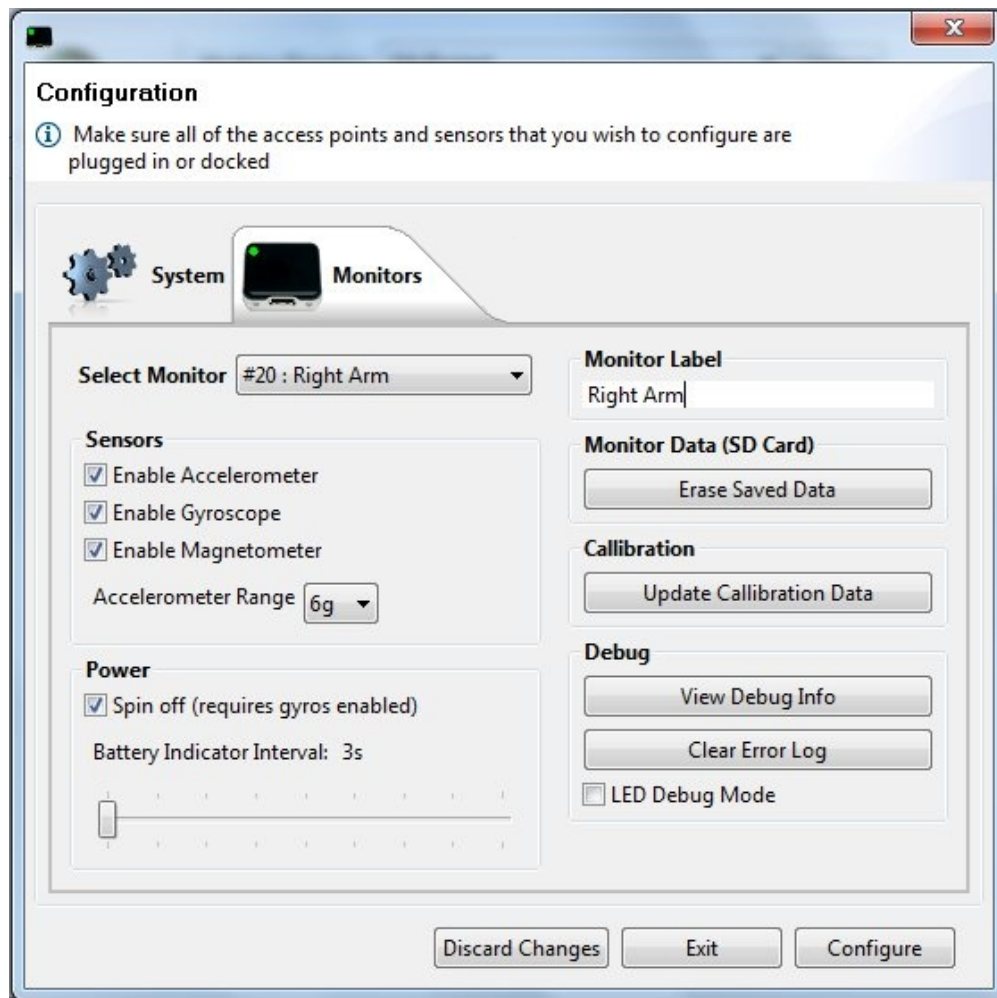 Configuration
Make sure all of the access points and sensors that you wish to configure are
plugged in or docked
System
Monitors
Select Monitor
#20 : Right Arm
Sensors
Enable Accelerometer
Enable Gyroscope
Enable Magnetometer
Accelerometer Range
6g
Power
Spin off (requires gyros enabled)
Battery Indicator Interval: 3s
Monitor Label
Right Arm
Monitor Data (SD Card)
Erase Saved Data
Callibration
Update Callibration Data
Debug
View Debug Info
Clear Error Log
LED Debug Mode
Discard Changes
Exit
Configure